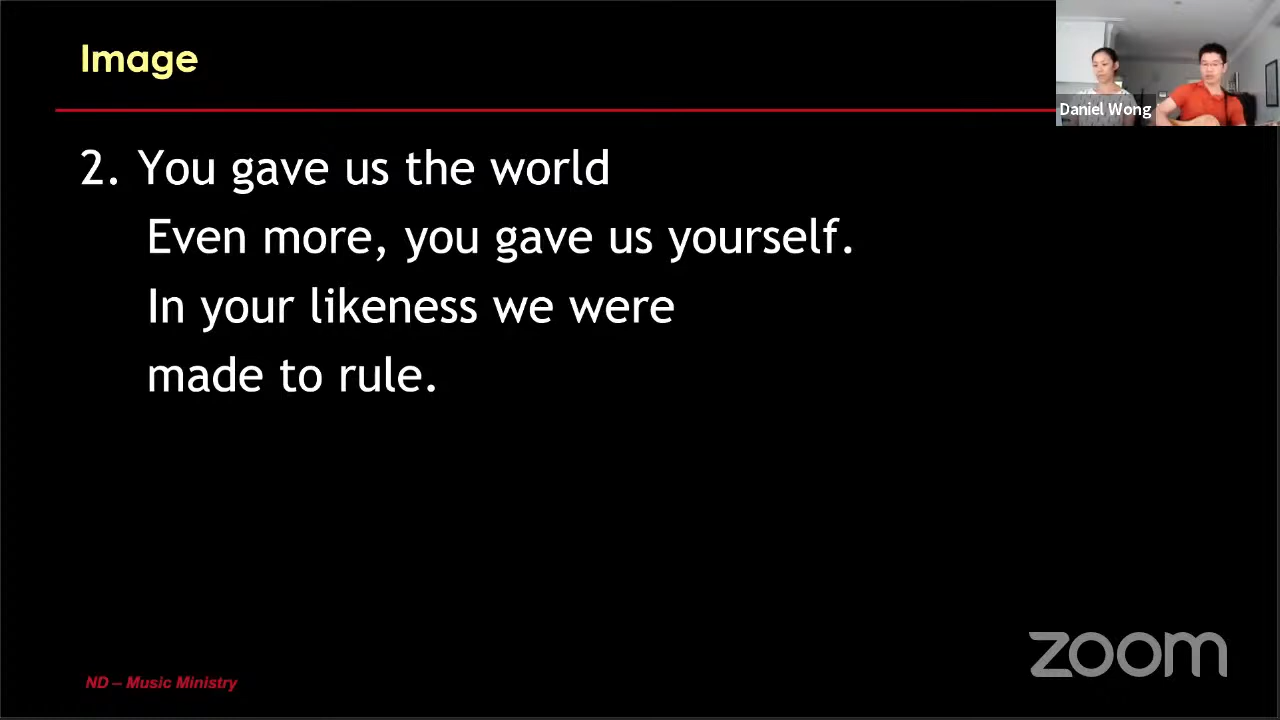 Image
Daniel Wong
2. You gave us the world
Even more, you gave us yourself.
In your likeness we were
made to rule.
zoom
ND – Music Ministry